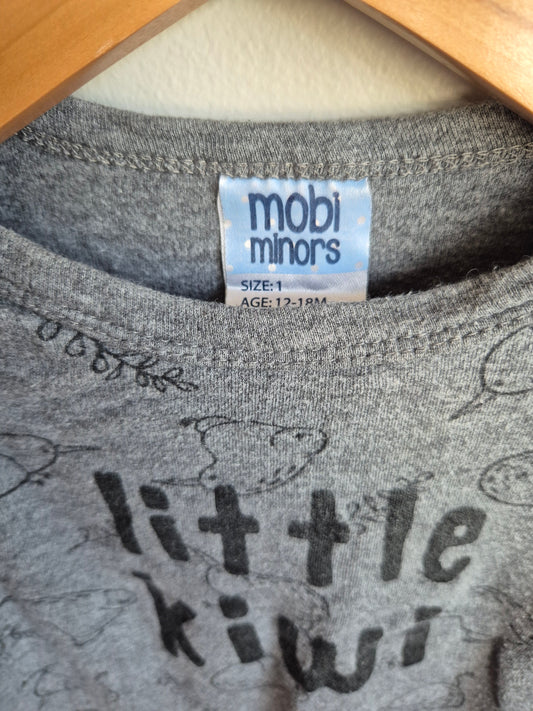 mobi
minors
SIZE: 1
AGE: 12-18M
little
kiwi